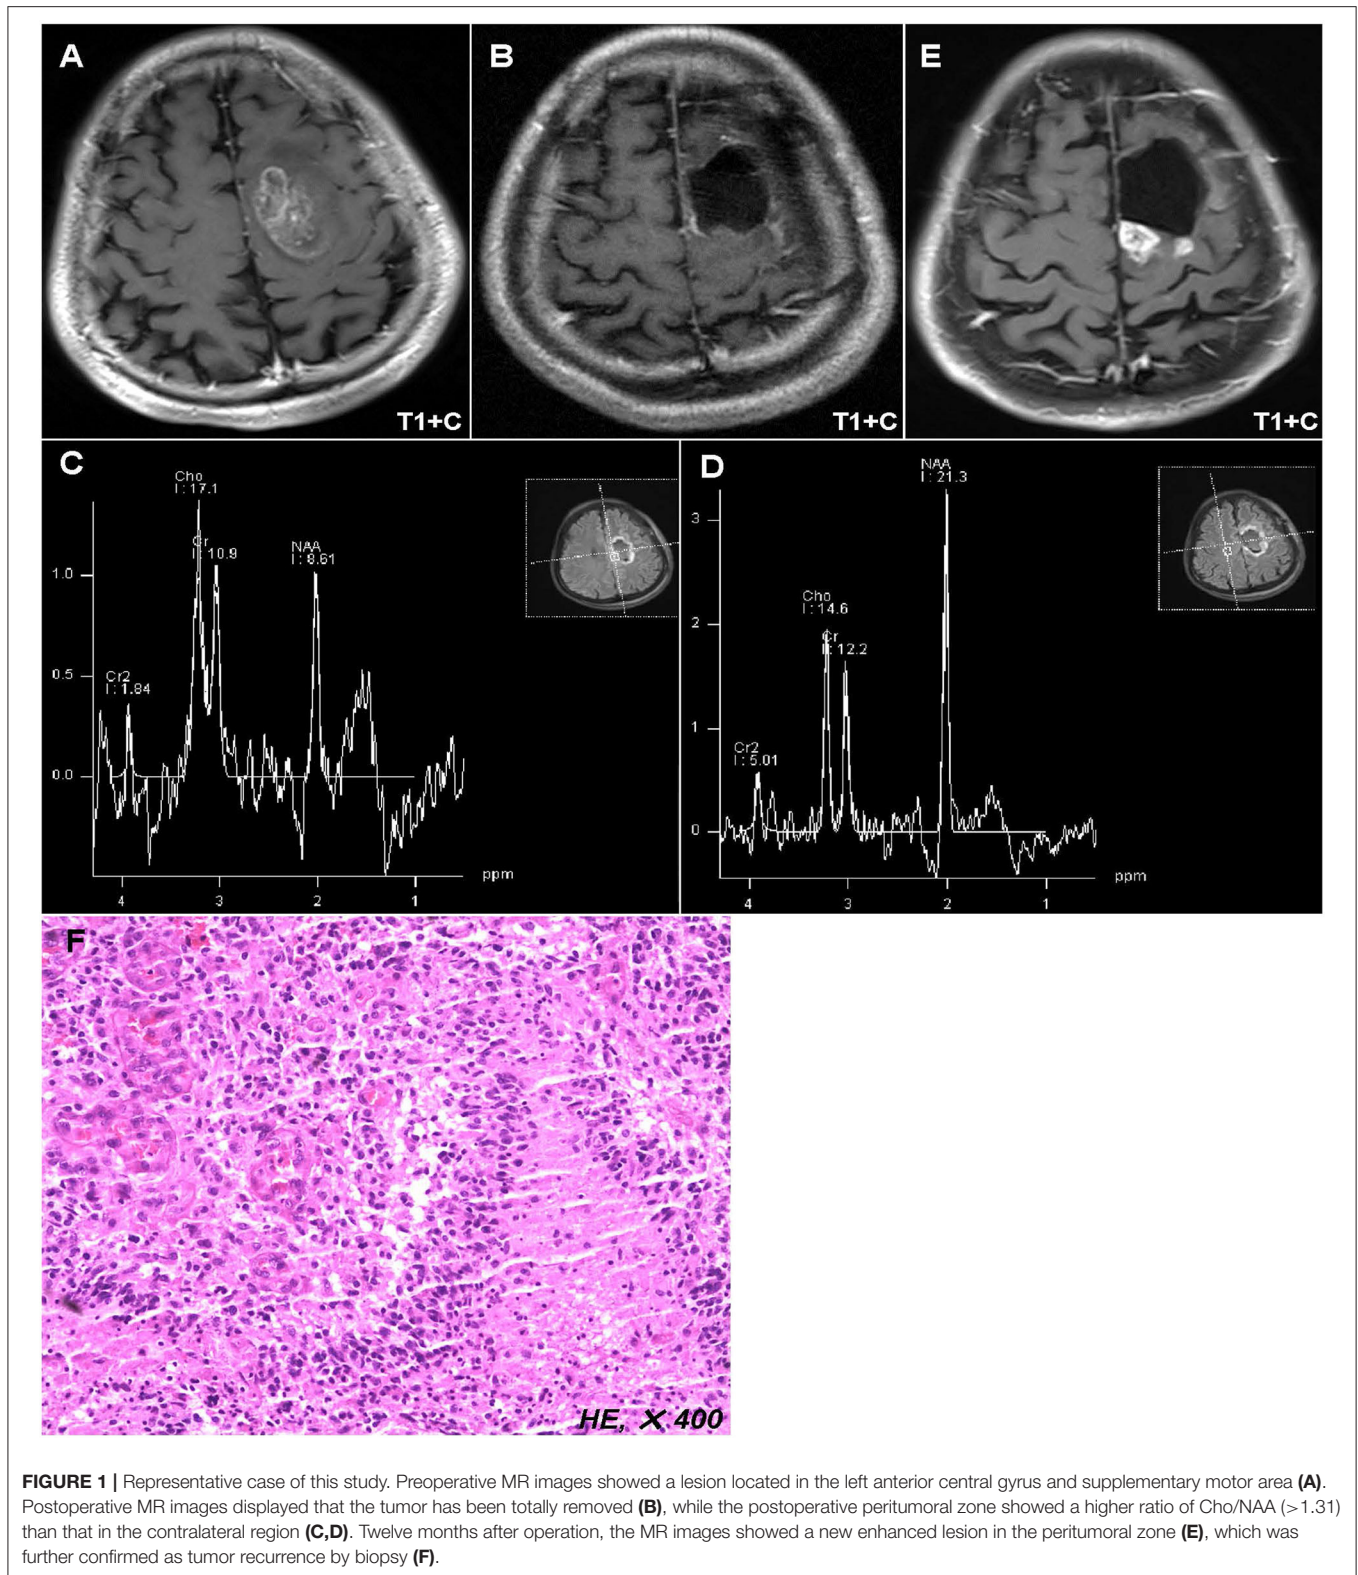 A
B
E
T1+C
T1+C
T1+C
C
Cho
I : 17.1
Cr
I : 10.9
NAA
I : 8.61
1.0
0.5
Cr2
I : 1.84
0.0
ppm
4
3
2
1
D
NAA
I : 21.3
3
Cho
I : 14.6
2
Cr
I : 12.2
1
Cr2
I : 5.01
0
ppm
4
3
2
1
F
HE, × 400
FIGURE 1 | Representative case of this study. Preoperative MR images showed a lesion located in the left anterior central gyrus and supplementary motor area (A).
Postoperative MR images displayed that the tumor has been totally removed (B), while the postoperative peritumoral zone showed a higher ratio of Cho/NAA (>1.31)
than that in the contralateral region (C,D). Twelve months after operation, the MR images showed a new enhanced lesion in the peritumoral zone (E), which was
further confirmed as tumor recurrence by biopsy (F).